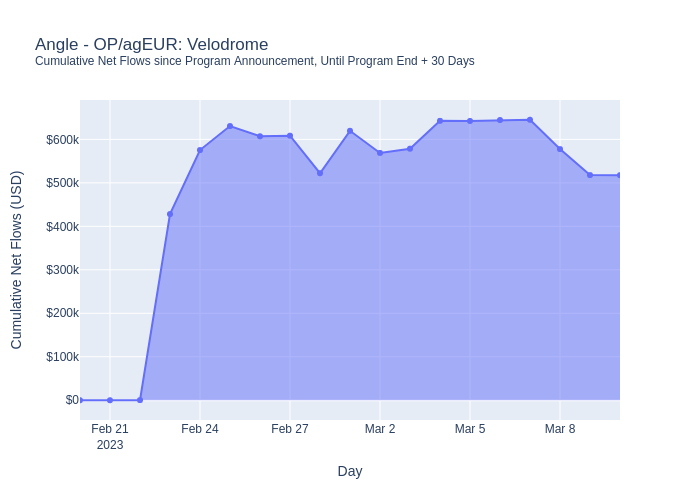 Angle - OP/agEUR: Velodrome
Cumulative Net Flows since Program Announcement, Until Program End + 30 Days
Cumulative Net Flows (USD)
$600k
$500k
$400k
$300k
$200k
$100k
$0
Feb 21
2023
Feb 24
Feb 27
Mar 2
Mar 5
Mar 8
Day